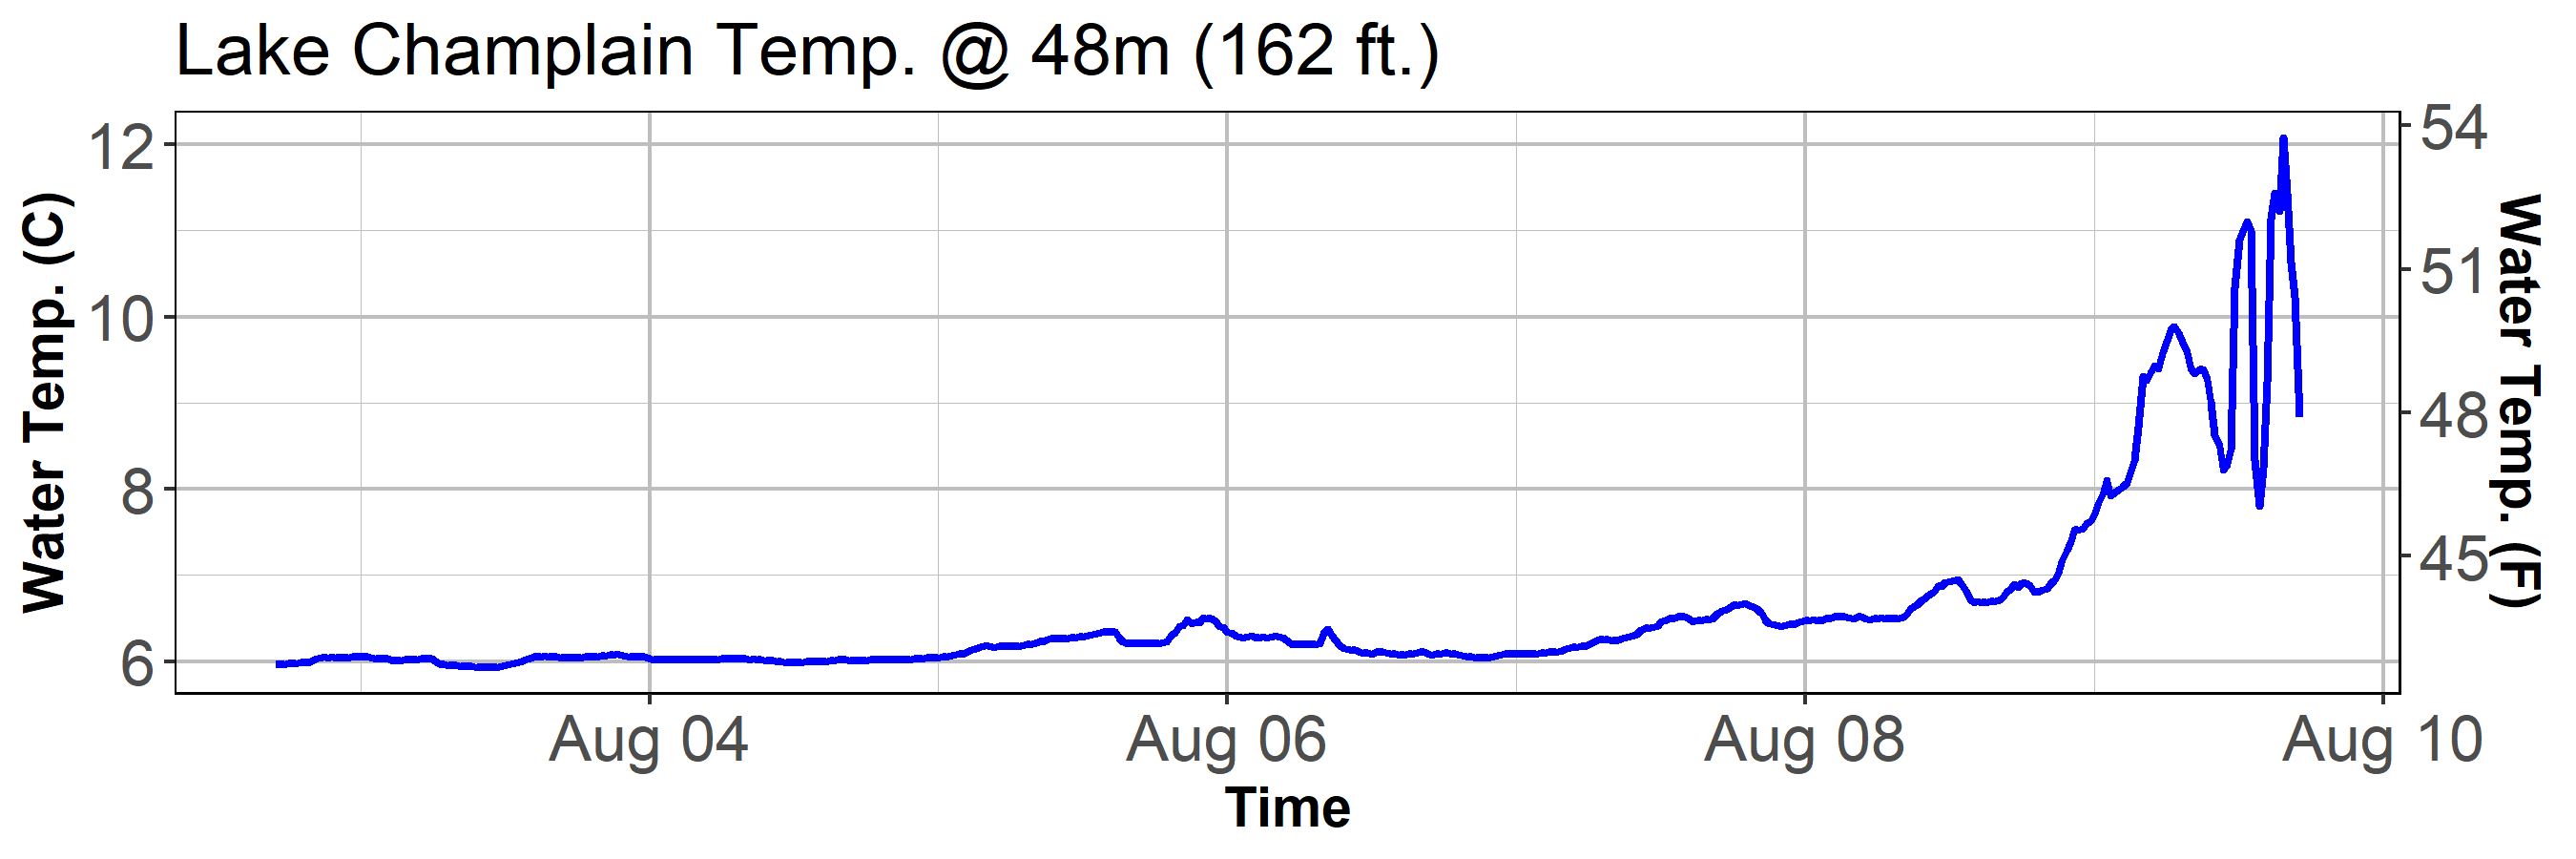 Lake Champlain Temp. @ 48m (162 ft.)
12
10
8
6
Water Temp. (C)
54
51
48
45
Water Temp. (F)
Aug 04 Aug 06 Aug 08 Aug 10
Time